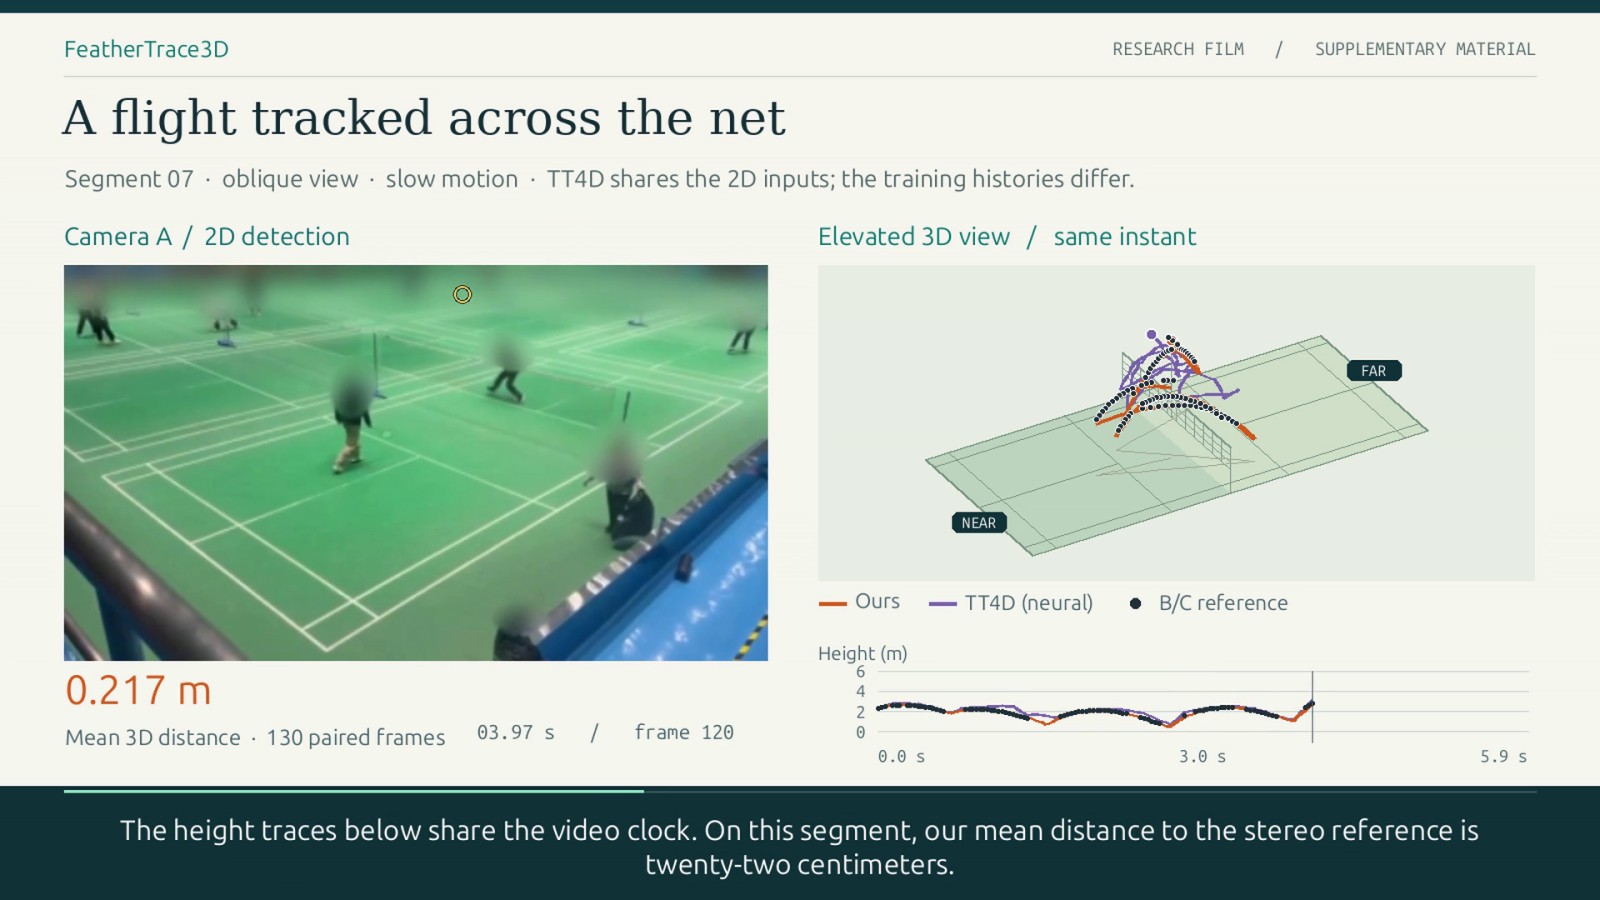 FeatherTrace3D
RESEARCH FILM / SUPPLEMENTARY MATERIAL
A flight tracked across the net
Segment 07 · oblique view · slow motion · TT4D shares the 2D inputs; the training histories differ.
Camera A / 2D detection
Elevated 3D view / same instant
FAR
NEAR
Ours
TT4D (neural)
B/C reference
0.217 m
Mean 3D distance · 130 paired frames
03.97 s / frame 120
Height (m)
6
4
2
0
0.0 s
3.0 s
5.9 s
The height traces below share the video clock. On this segment, our mean distance to the stereo reference is
twenty-two centimeters.